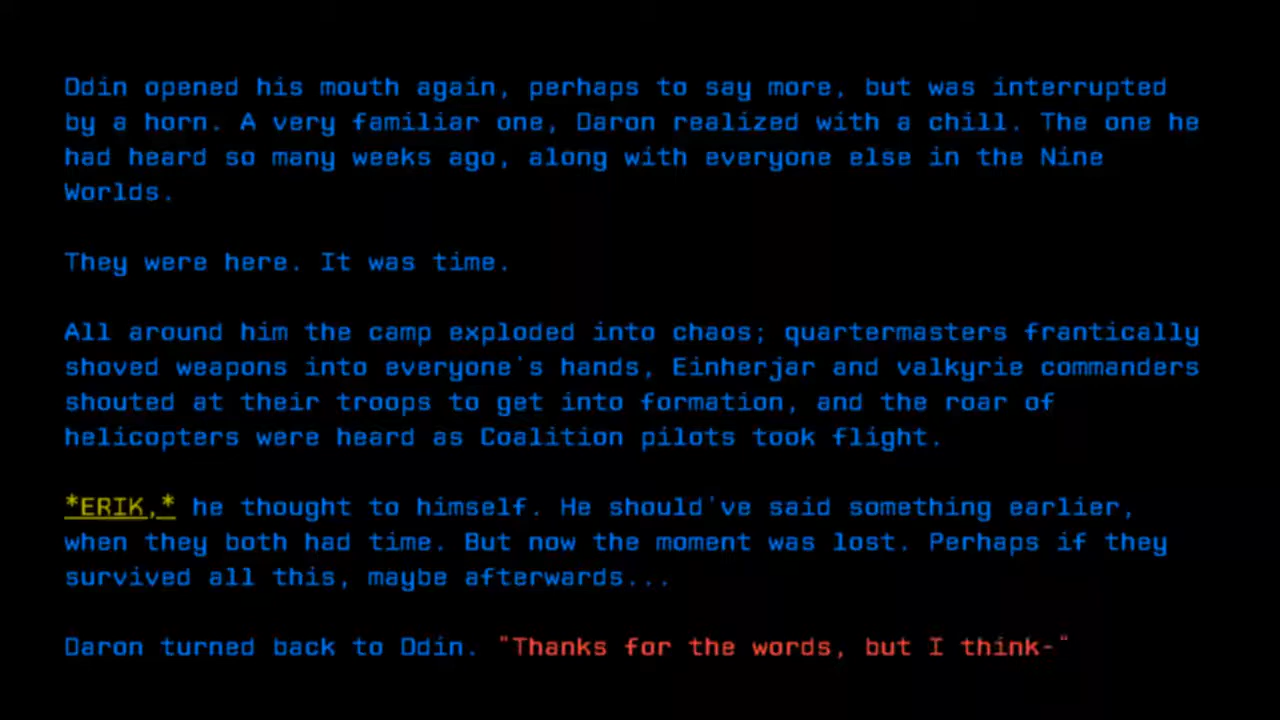 Odin opened his mouth again, perhaps to say more, but was interrupted
by a horn. A very familiar one, Daron realized with a chill. The one he
had heard so many weeks ago, along with everyone else in the Nine
Worlds.
They were here. It was time.
All around him the camp exploded into chaos; quartermasters frantically
shoved weapons into everyone's hands, Einherjar and valkyrie commanders
shouted at their troops to get into formation, and the roar of
helicopters were heard as Coalition pilots took flight.
*ERIK,* he thought to himself. He should've said something earlier,
when they both had time. But now the moment was lost. Perhaps if they
survived all this, maybe afterwards...
Daron turned back to Odin. "Thanks for the words, but I think-"